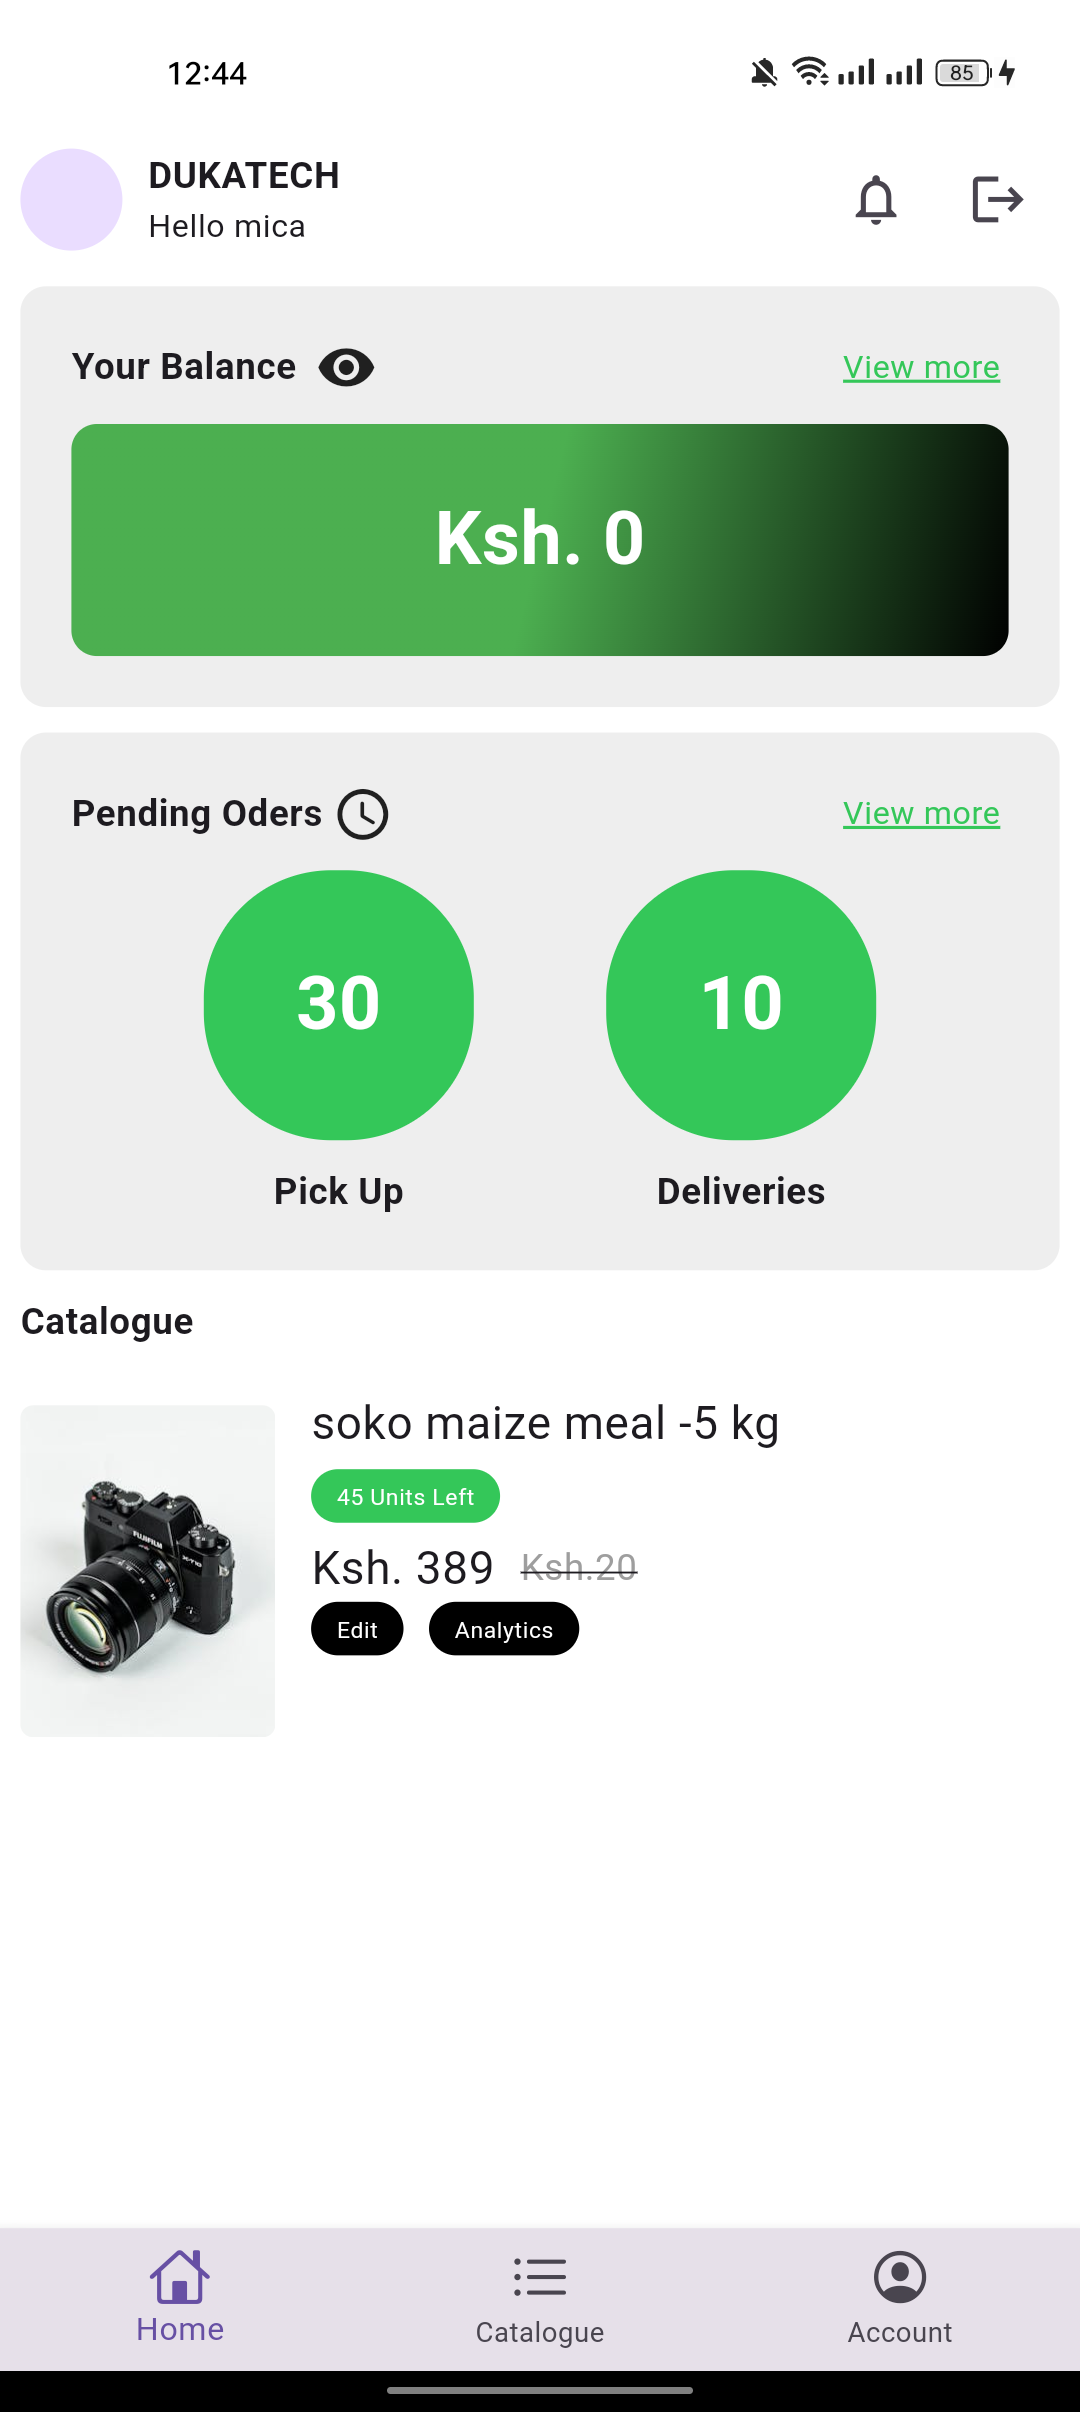 12:44
85
DUKATECH
Hello mica
Your Balance
View more
Ksh. 0
Pending Oders
View more
30
10
Pick Up
Deliveries
Catalogue
soko maize meal -5 kg
45 Units Left
FUJIFILM
X-T10
Ksh. 389 Ksh.20
Edit
Analytics
Home
Catalogue
Account